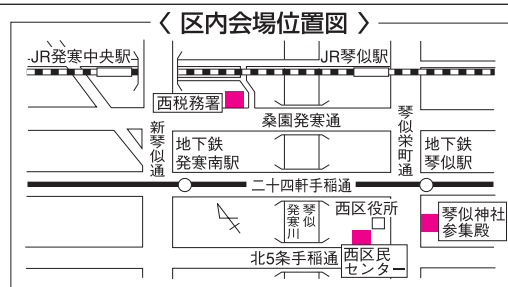 〈 区内会場位置図 〉
JR発寒中央駅
JR琴似駅
西税務署
桑園発寒通
新琴似通
地下鉄
発寒南駅
琴似栄町通
地下鉄
琴似駅
二十四軒手稲通
琴似
発寒川
西区役所
琴似神社
参集殿
北5条手稲通
西区民
センター